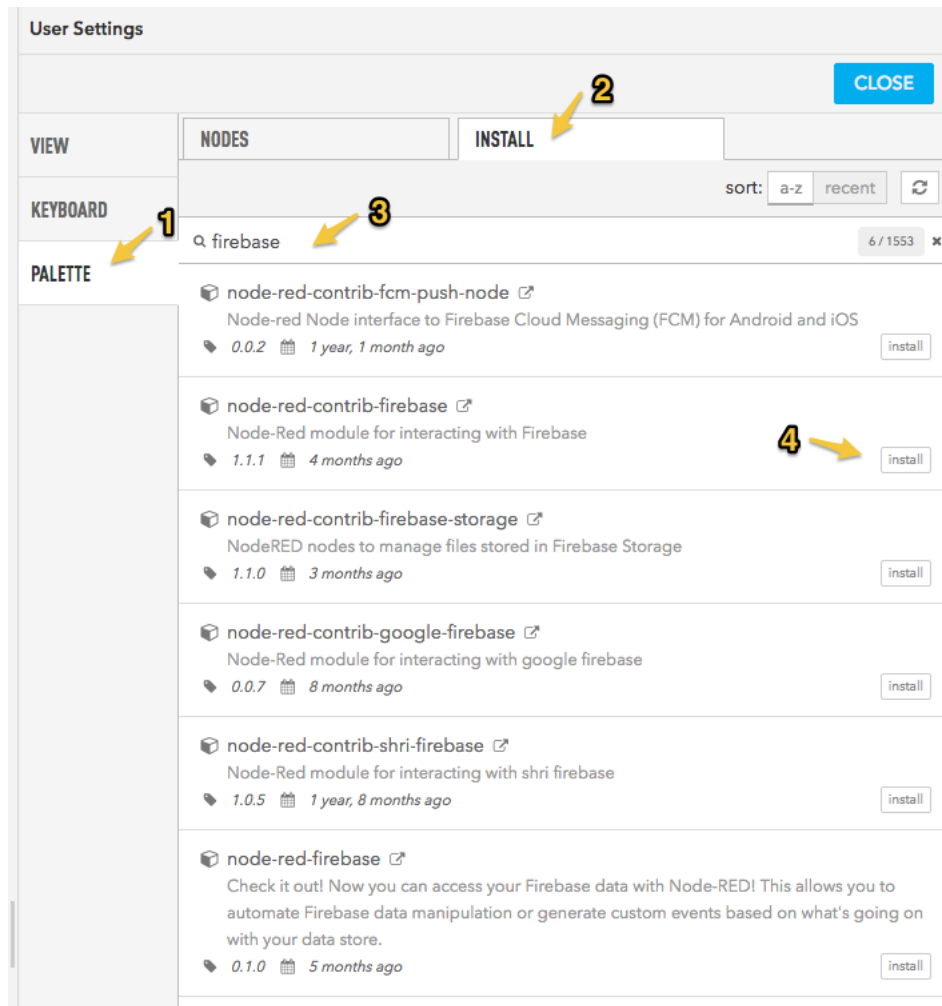 User Settings
CLOSE
2
VIEW
NODES
INSTALL
sort: a-z recent
KEYBOARD
1
3
firebase
6 / 1553 ×
PALETTE
node-red-contrib-fcm-push-node
Node-red Node interface to Firebase Cloud Messaging (FCM) for Android and iOS
0.0.2 1 year, 1 month ago
install
node-red-contrib-firebase
Node-Red module for interacting with Firebase
4
1.1.1 4 months ago
install
node-red-contrib-firebase-storage
NodeRED nodes to manage files stored in Firebase Storage
1.1.0 3 months ago
install
node-red-contrib-google-firebase
Node-Red module for interacting with google firebase
0.0.7 8 months ago
install
node-red-contrib-shri-firebase
Node-Red module for interacting with shri firebase
1.0.5 1 year, 8 months ago
install
node-red-firebase
Check it out! Now you can access your Firebase data with Node-RED! This allows you to
automate Firebase data manipulation or generate custom events based on what's going on
with your data store.
0.1.0 5 months ago
install